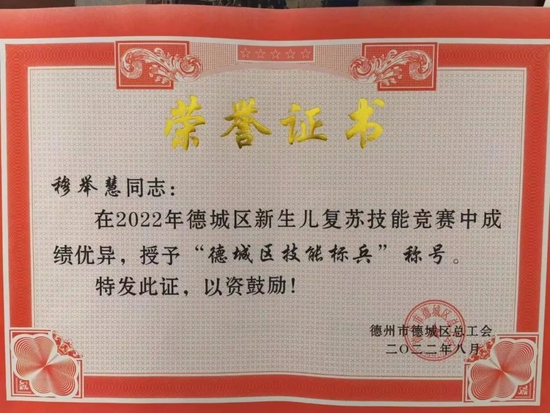 荣誉证书
穆举慧同志：
在2022年德城区新生儿复苏技能竞赛中成
绩优异，授予“德城区技能标兵”称号。
特发此证，以资鼓励！
德州市德城区总工会
二〇二二年八月